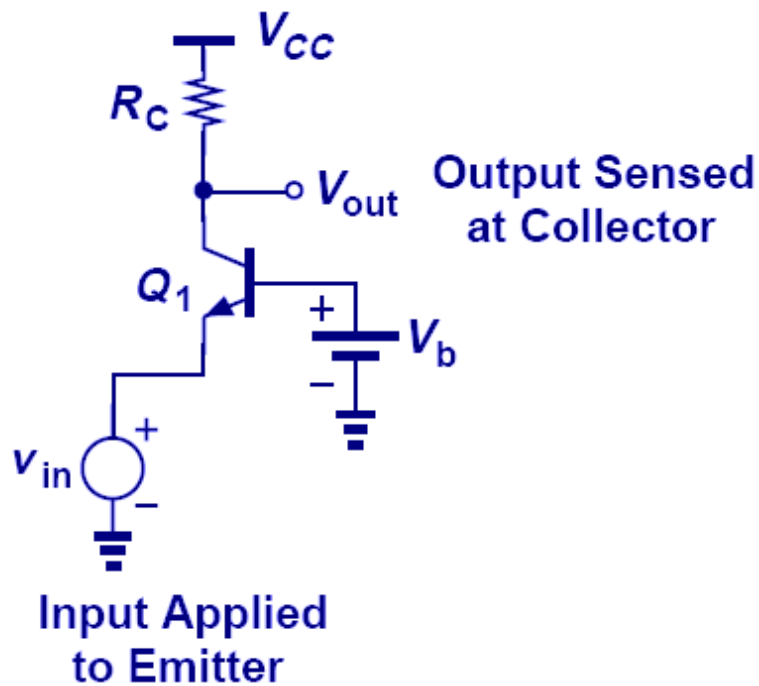 VCC
RC
Vout
Output Sensed
at Collector
Q1
+
Vb
−
+
vin
−
Input Applied
to Emitter